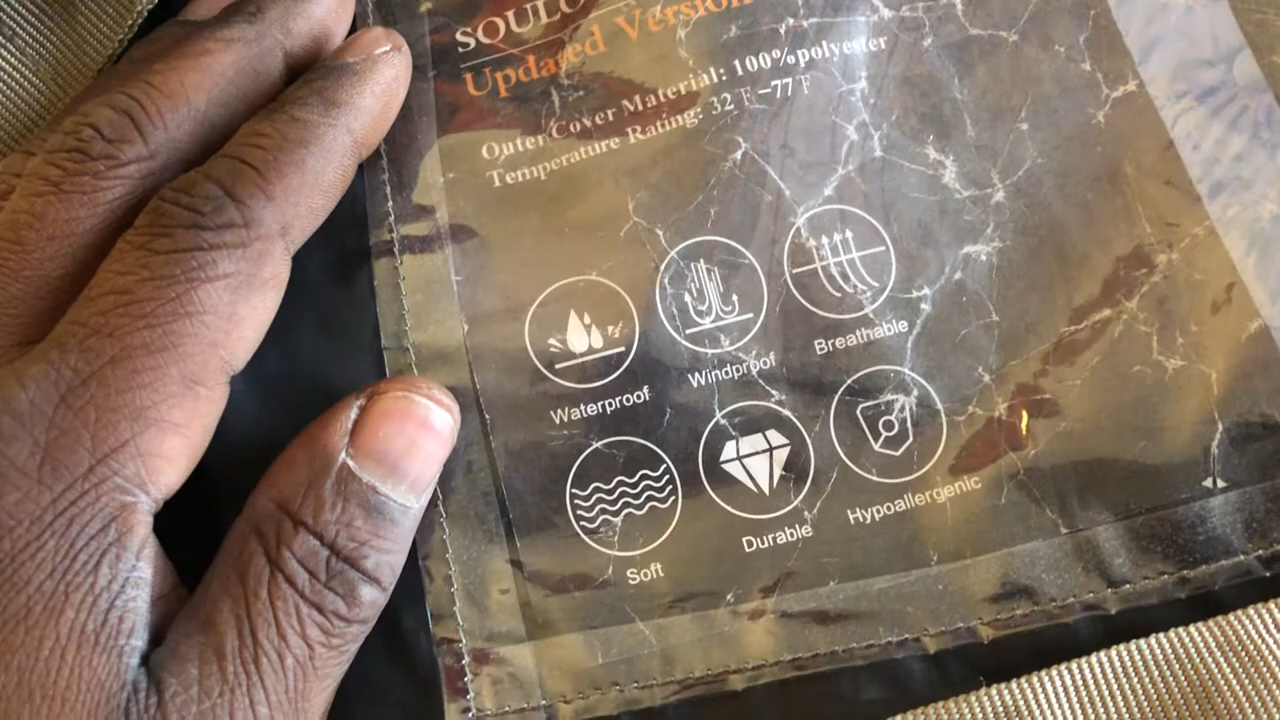 Updated Version
Outer Cover Material: 100%polyester
Temperature Rating: 32 F–77 F
Waterproof
Windproof
Breathable
Soft
Durable
Hypoallergenic